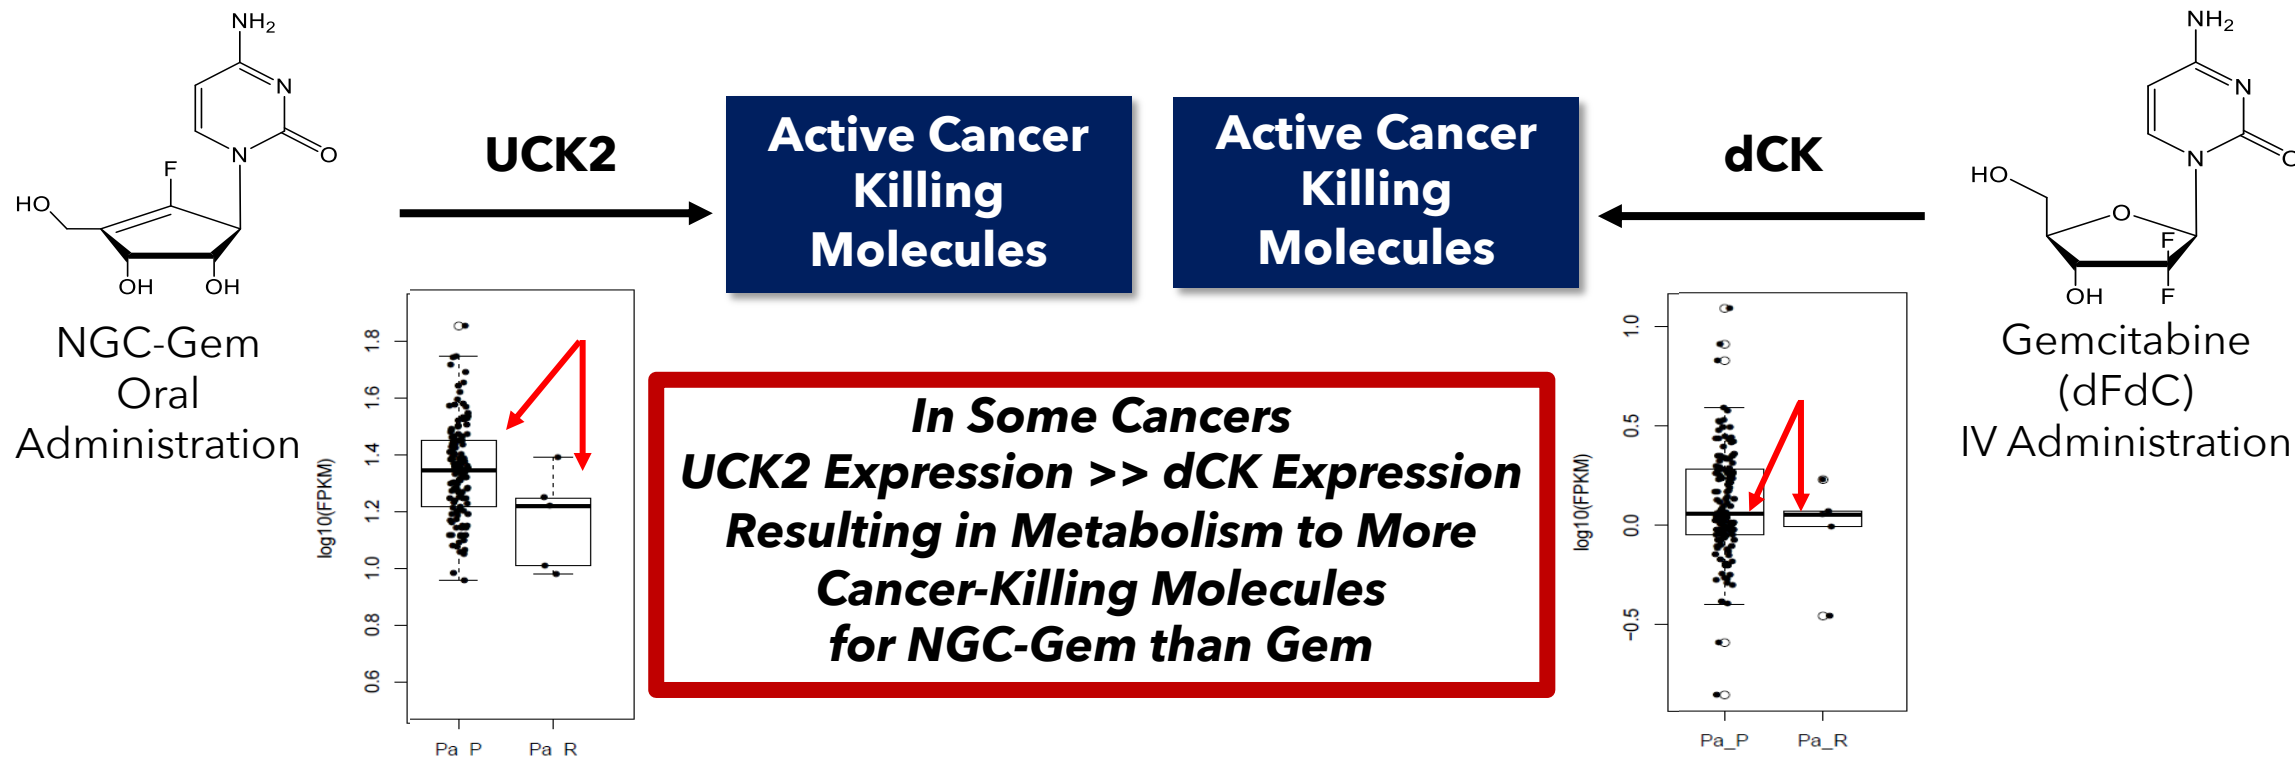 NH2
N
N
O
F
HO
OH
OH
NGC-Gem
Oral
Administration
UCK2
Active Cancer
Killing
Molecules
Active Cancer
Killing
Molecules
dCK
NH2
N
N
O
HO
O
F
F
OH
Gemcitabine
(dFdC)
IV Administration
log10(FPKM)
1.8
1.6
1.4
1.2
1.0
0.8
0.6
Pa P
Pa R
In Some Cancers
UCK2 Expression >> dCK Expression
Resulting in Metabolism to More
Cancer-Killing Molecules
for NGC-Gem than Gem
log10(FPKM)
1.0
0.5
0.0
−0.5
Pa_P
Pa_R